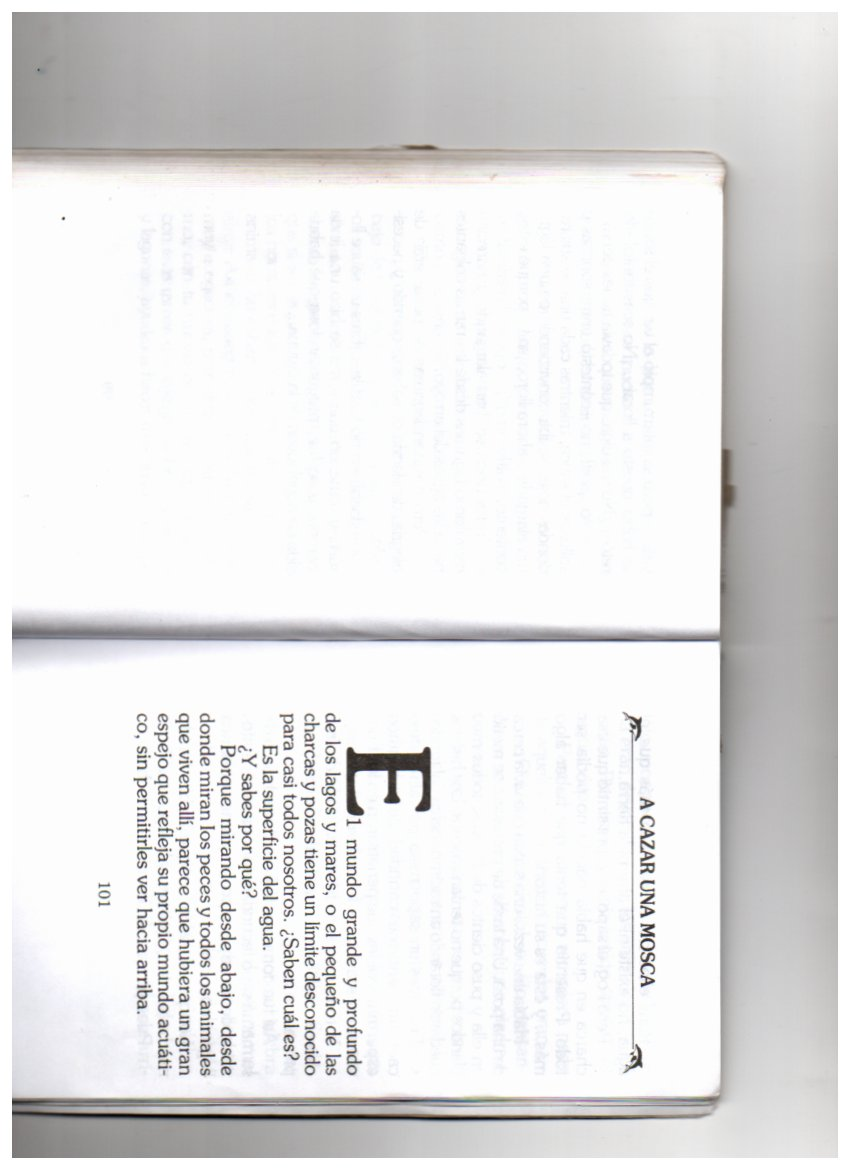 A CAZAR UNA MOSCA
El mundo grande y profundo
de los lagos y mares, o el pequeño de las
charcas y pozas tiene un límite desconocido
para casi todos nosotros. ¿Saben cuál es?
Es la superficie del agua.
¿Y sabes por qué?
Porque mirando desde abajo, desde
donde miran los peces y todos los animales
que viven allí, parece que hubiera un gran
espejo que refleja su propio mundo acuáti-
co, sin permitirles ver hacia arriba.
101